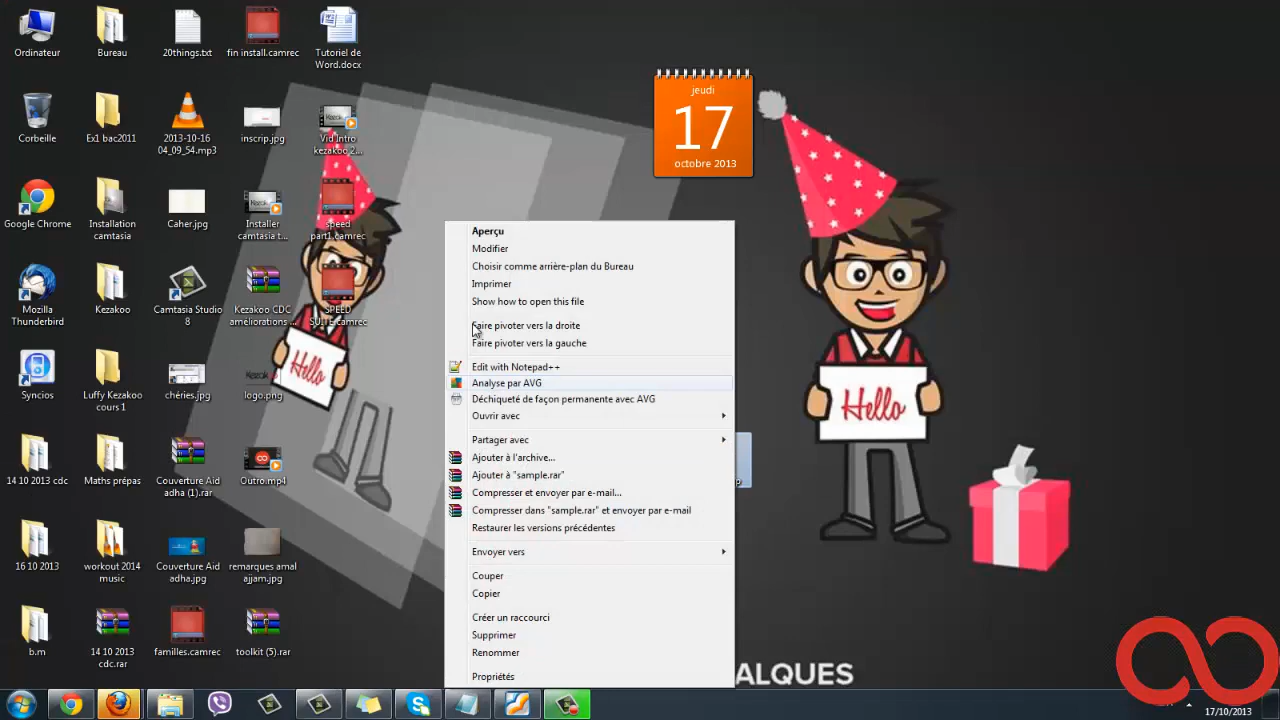 Ordinateur
Bureau
20things.txt
fin install.camrec
Tutoriel de
Word.docx
Corbeille
Ex1 bac2011
2013-10-16
04_09_54.mp3
inscrip.jpg
Vid Intro
kezakoo 2...
Google Chrome
Installation
camtasia
Caher.jpg
Installer
camtasia t...
speed
part1.camrec
Mozilla
Thunderbird
Kezakoo
Camtasia Studio
8
Kezakoo CDC
ameliorations ...
SPEED
SUITE.camrec
Syncios
Luffy Kezakoo
cours 1
chéries.jpg
logo.png
14 10 2013 cdc
Maths prépas
Couverture Aid
adha (1).rar
Outro.mp4
16 10 2013
workout 2014
music
Couverture Aid
adha.jpg
remarques amal
ajjam.jpg
b.m
14 10 2013
cdc.rar
familles.camrec
toolkit (5).rar
jeudi
17
octobre 2013
Hello
Hello
Aperçu
Modifier
Choisir comme arrière-plan du Bureau
Imprimer
Show how to open this file
Faire pivoter vers la droite
Faire pivoter vers la gauche
Edit with Notepad++
Analyse par AVG
Déchiqueté de façon permanente avec AVG
Ouvrir avec
Partager avec
Ajouter à l'archive...
Ajouter à "sample.rar"
Compresser et envoyer par e-mail...
Compresser dans "sample.rar" et envoyer par e-mail
Restaurer les versions précédentes
Envoyer vers
Couper
Copier
Créer un raccourci
Supprimer
Renommer
Propriétés
ALQUES
17/10/2013